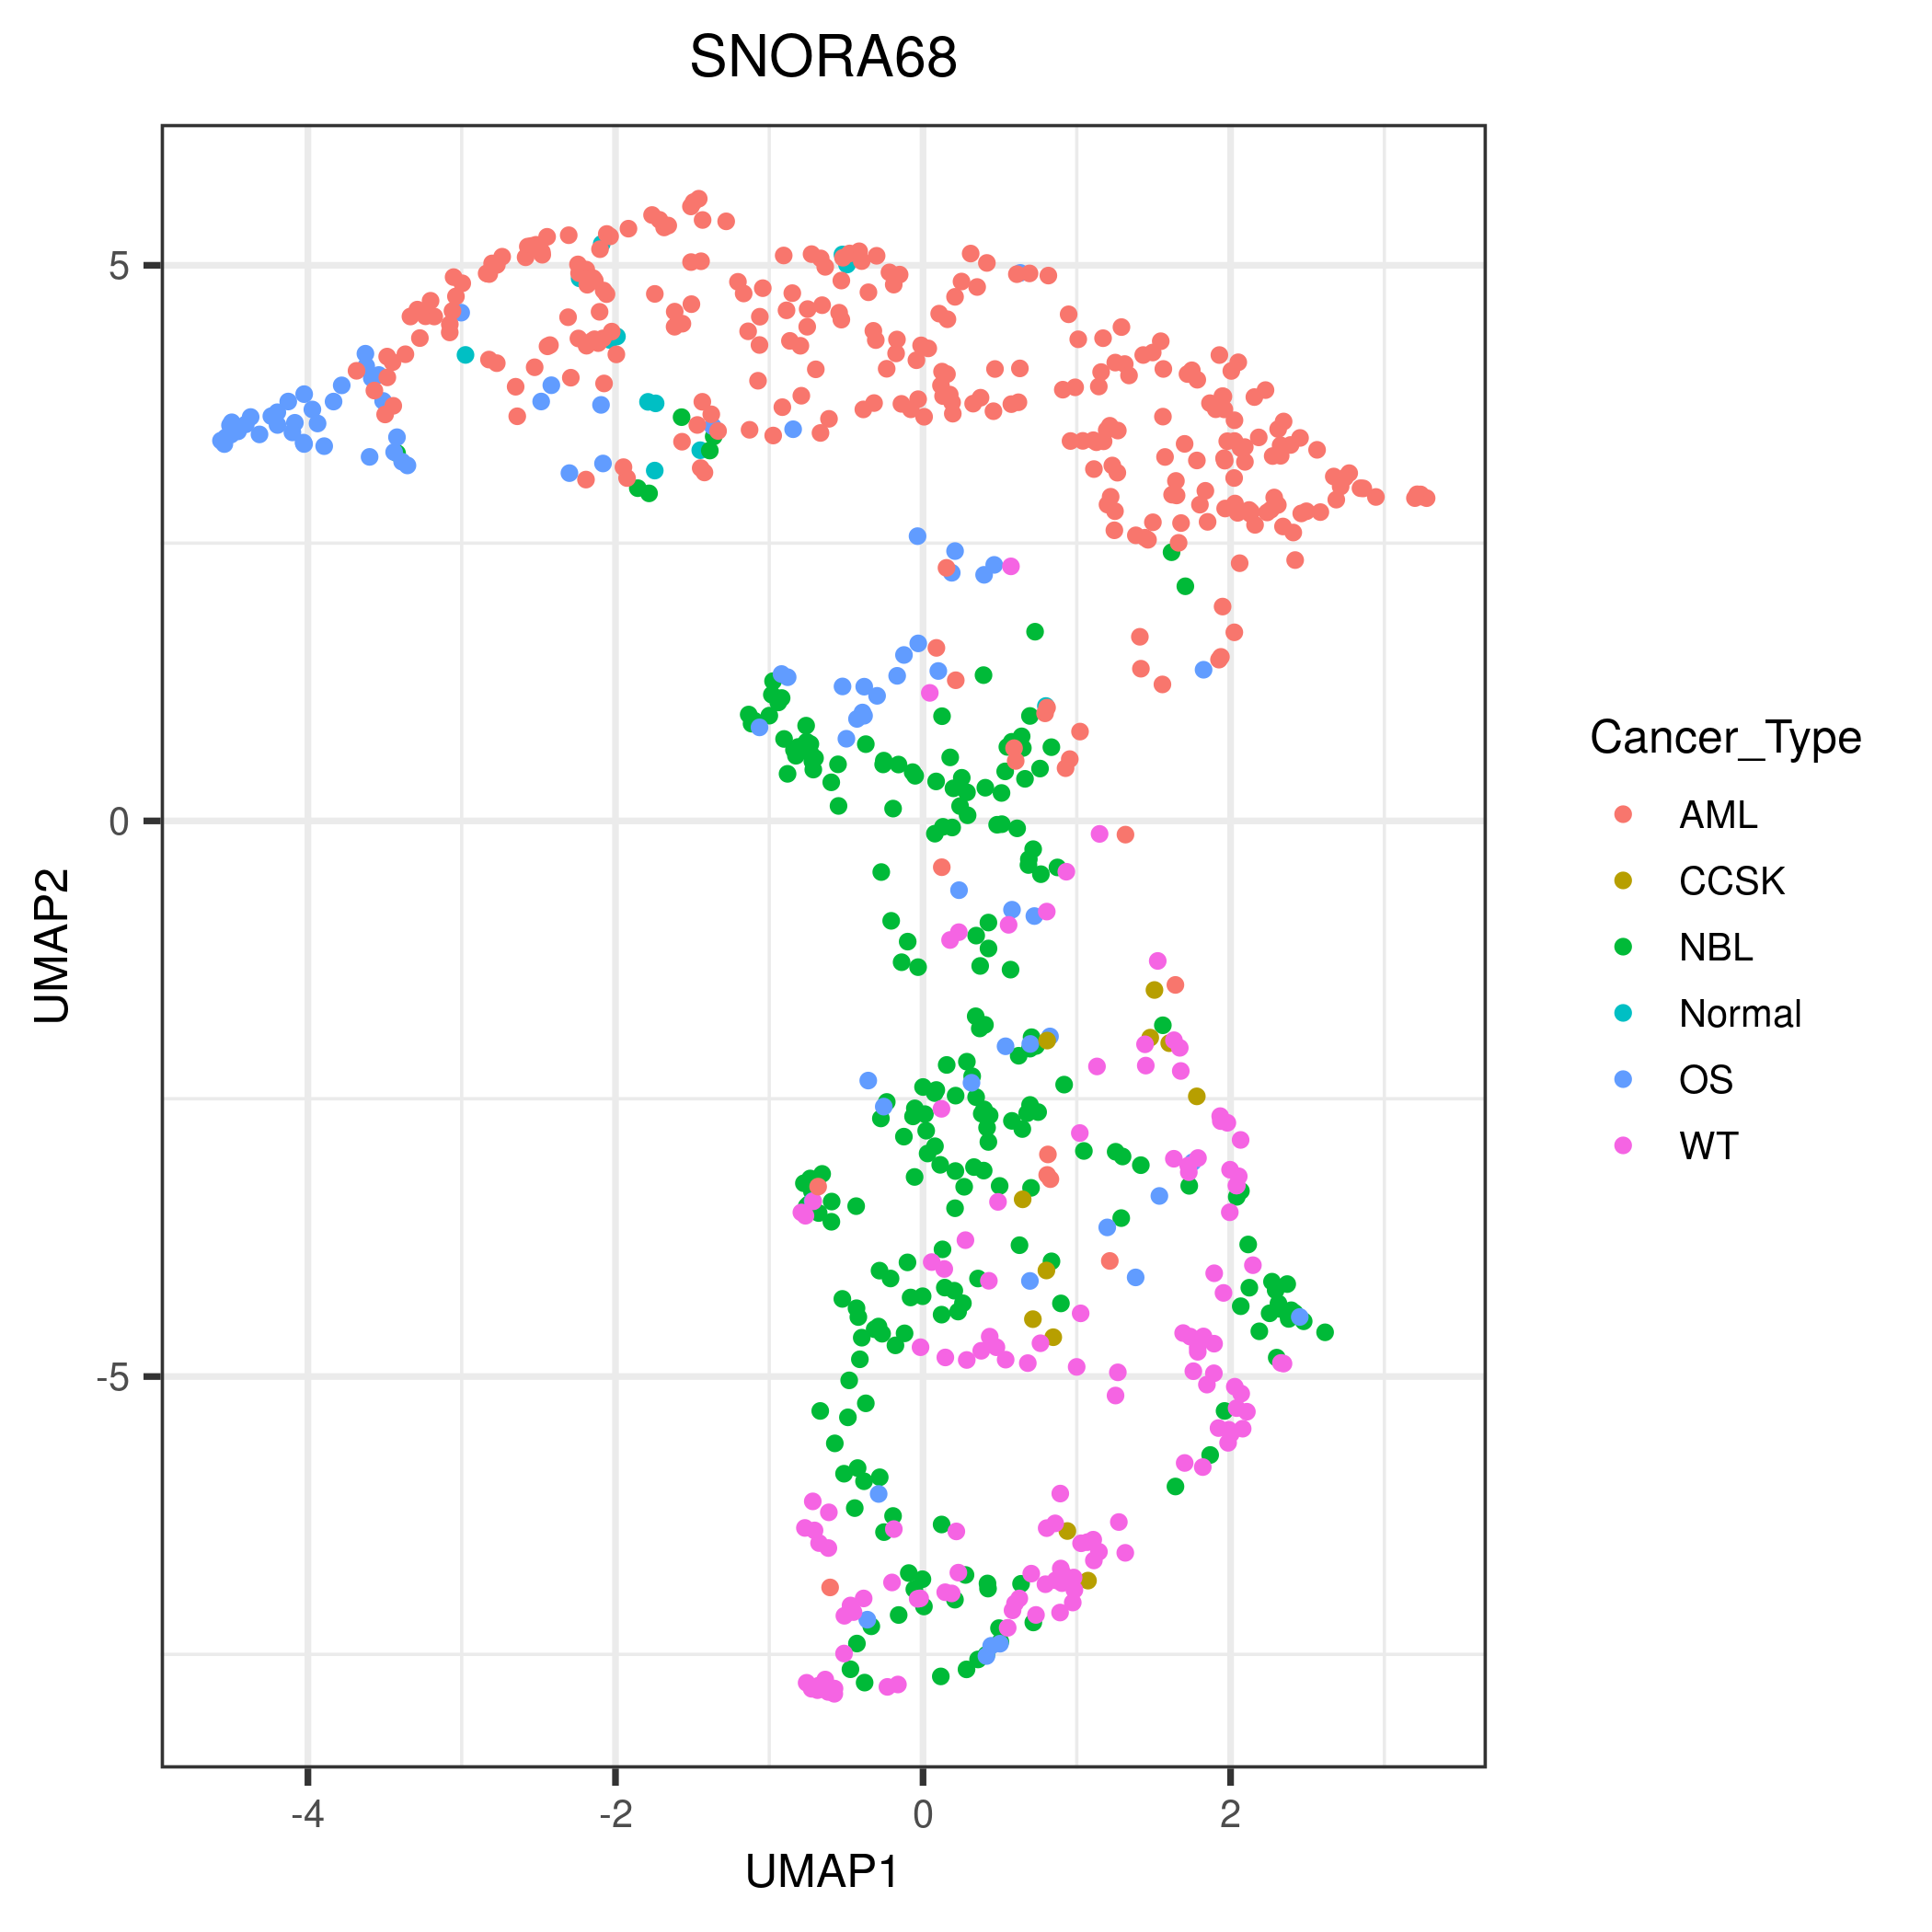 SNORA68
5
0
-5
UMAP2
-4
-2
0
2
UMAP1
Cancer_Type
AML
CCSK
NBL
Normal
OS
WT